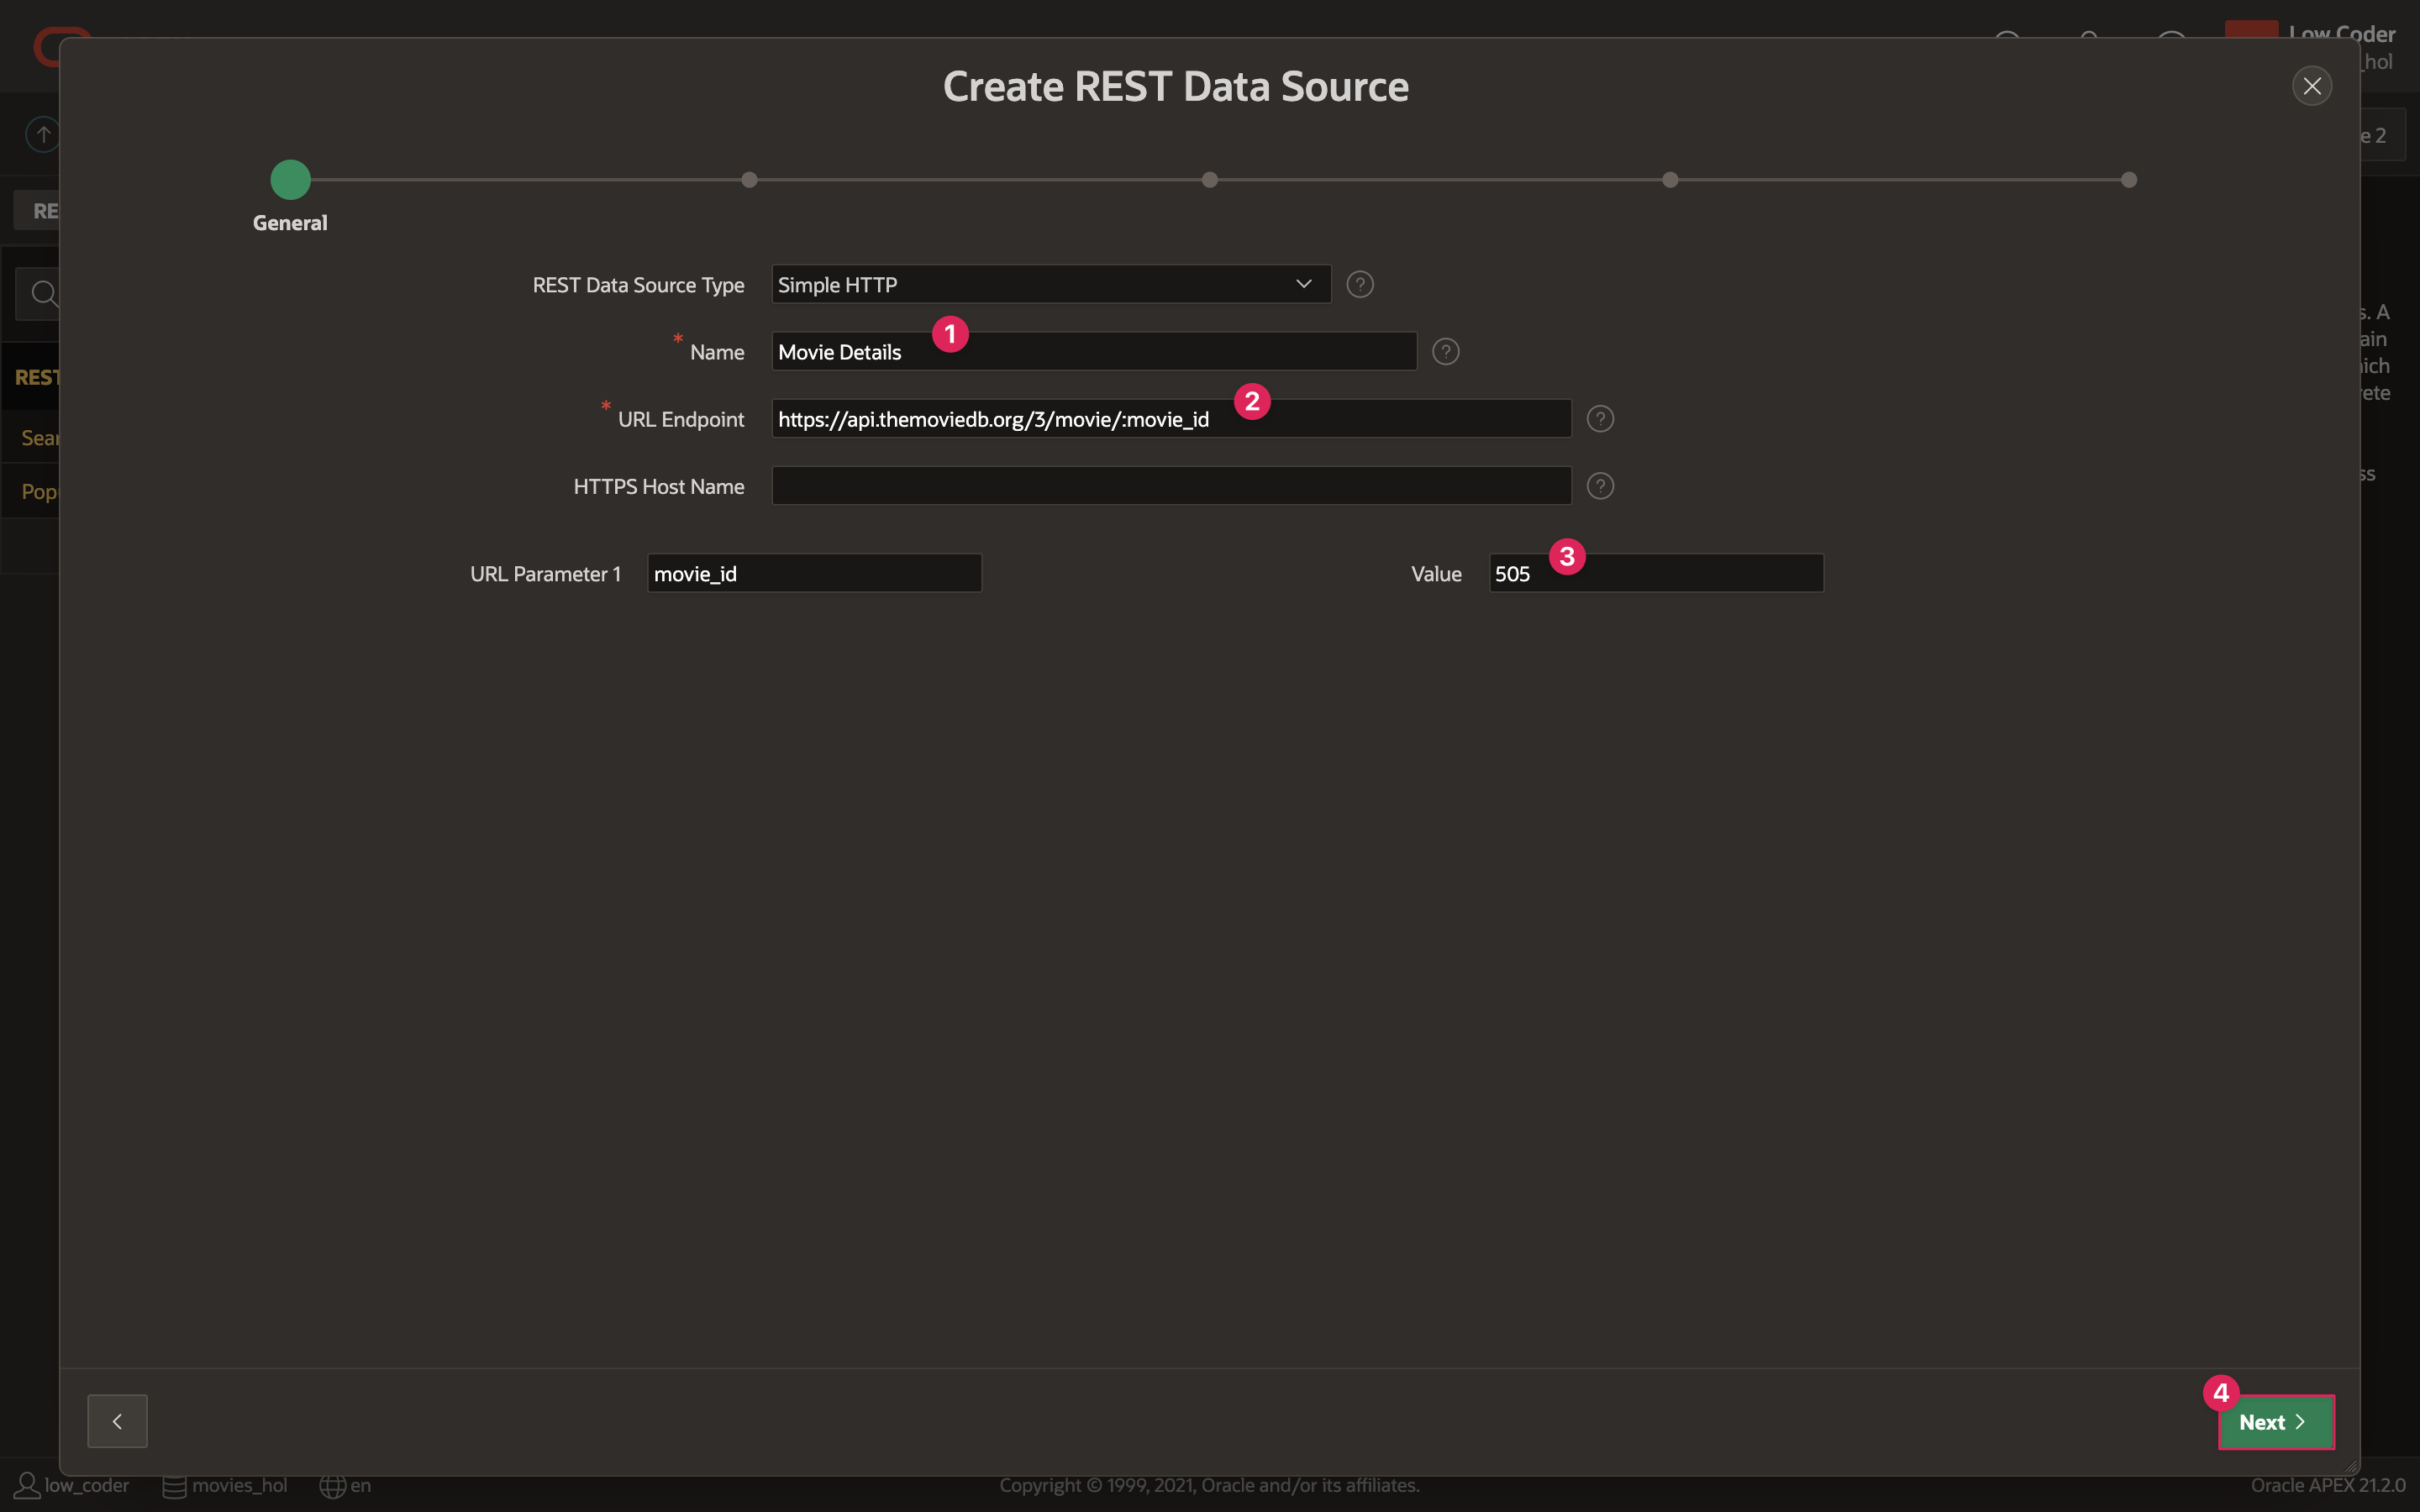 Low Coder
_hol
Create REST Data Source
e 2
RE
General
REST Data Source Type Simple HTTP ?
s. A
* Name Movie Details 1 ?
ain
ich
REST
ete
* URL Endpoint https://api.themoviedb.org/3/movie/:movie_id 2 ?
Sear
ss
HTTPS Host Name ?
Pop
URL Parameter 1 movie_id Value 505 3
4
Next
low_coder movies_hol en Copyright © 1999, 2021, Oracle and/or its affiliates. Oracle APEX 21.2.0